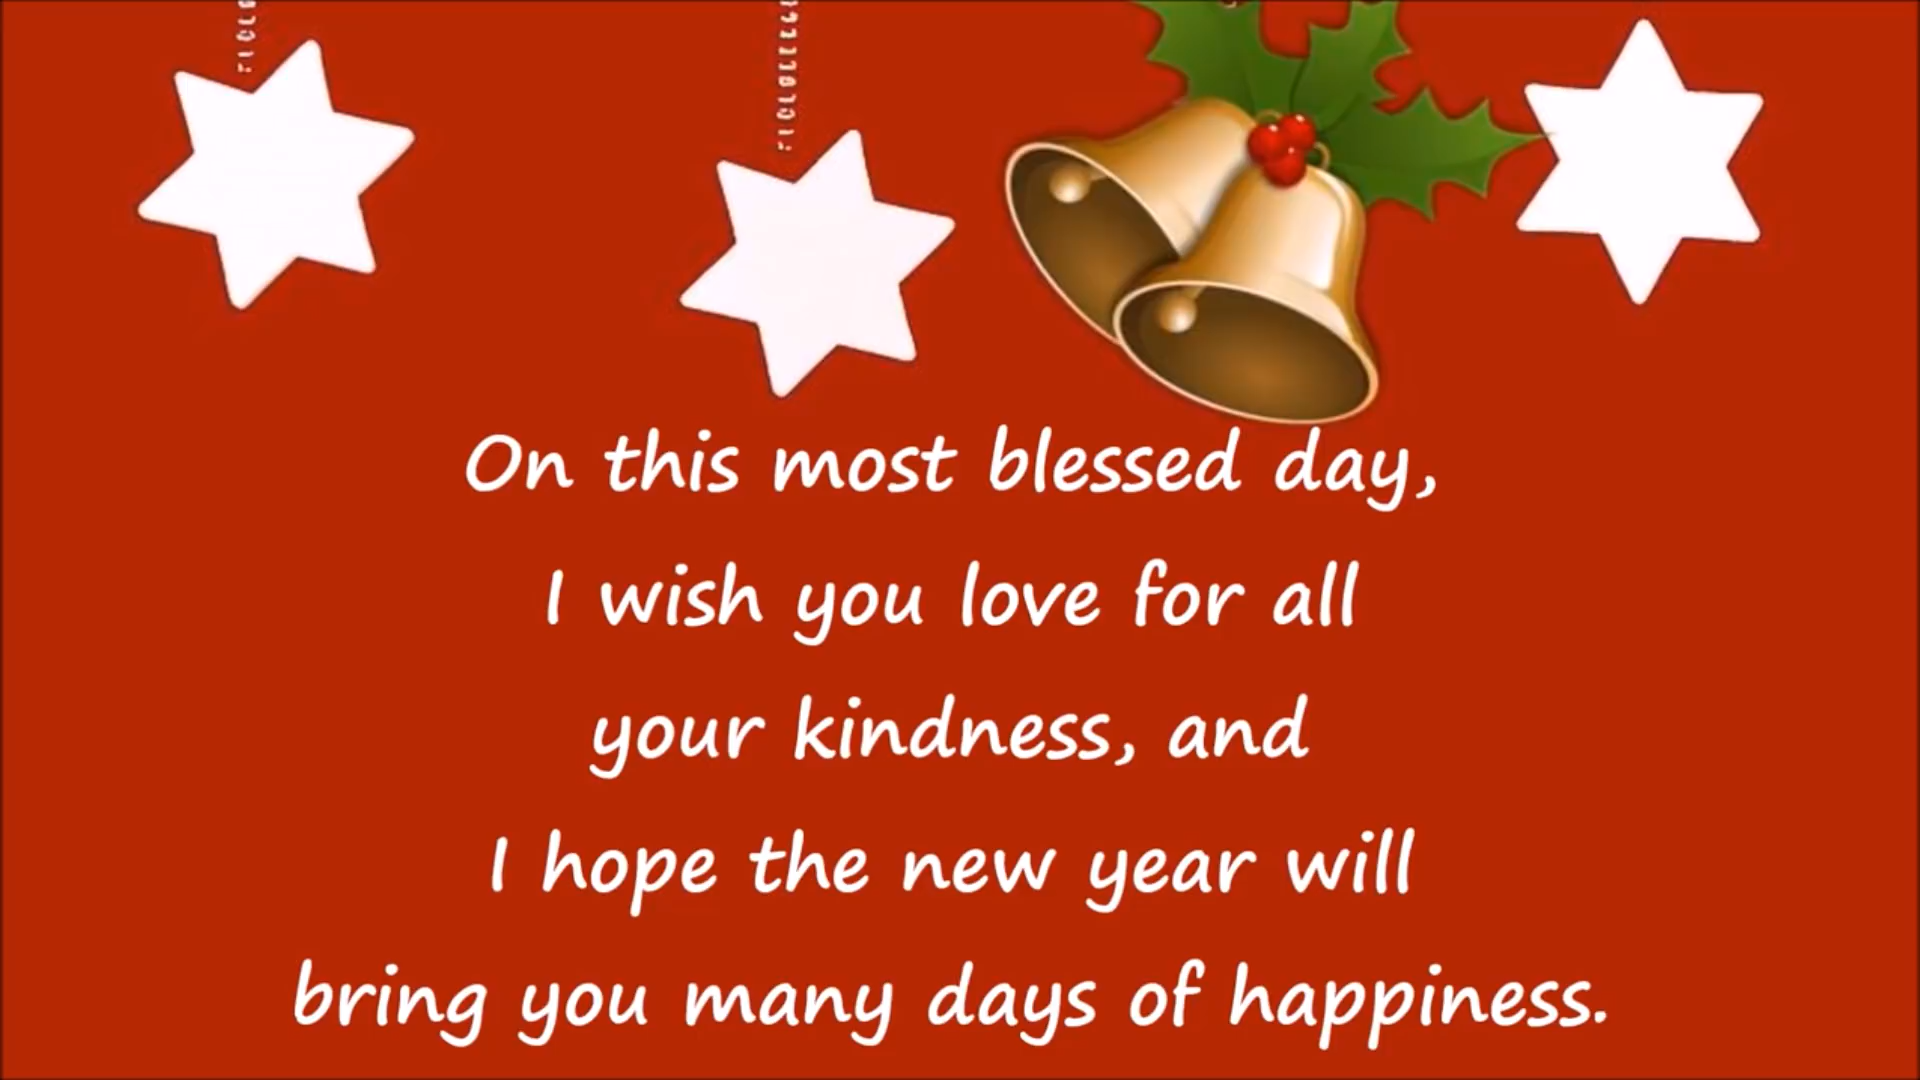 On this most blessed day,
I wish you love for all
your kindness, and
I hope the new year will
bring you many days of happiness.